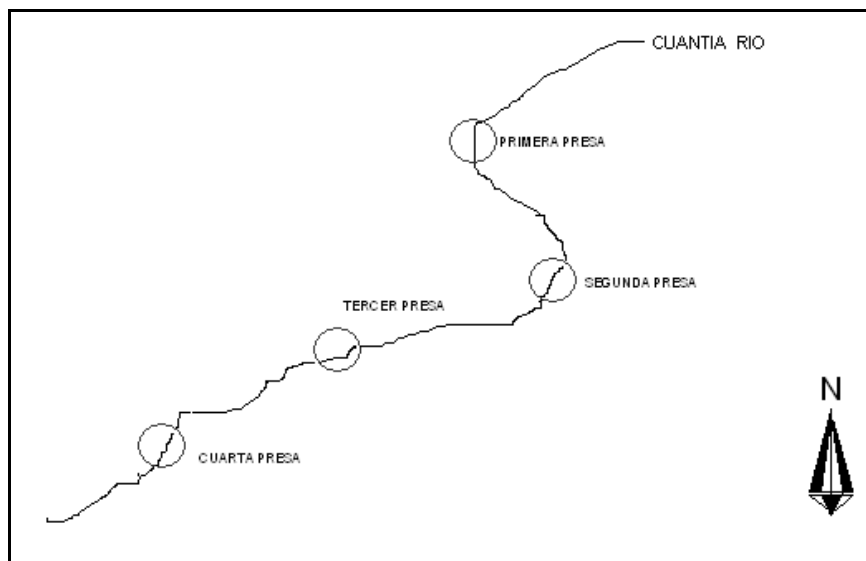 CUANTIA RIO
PRIMERA PRESA
SEGUNDA PRESA
TERCER PRESA
N
CUARTA PRESA